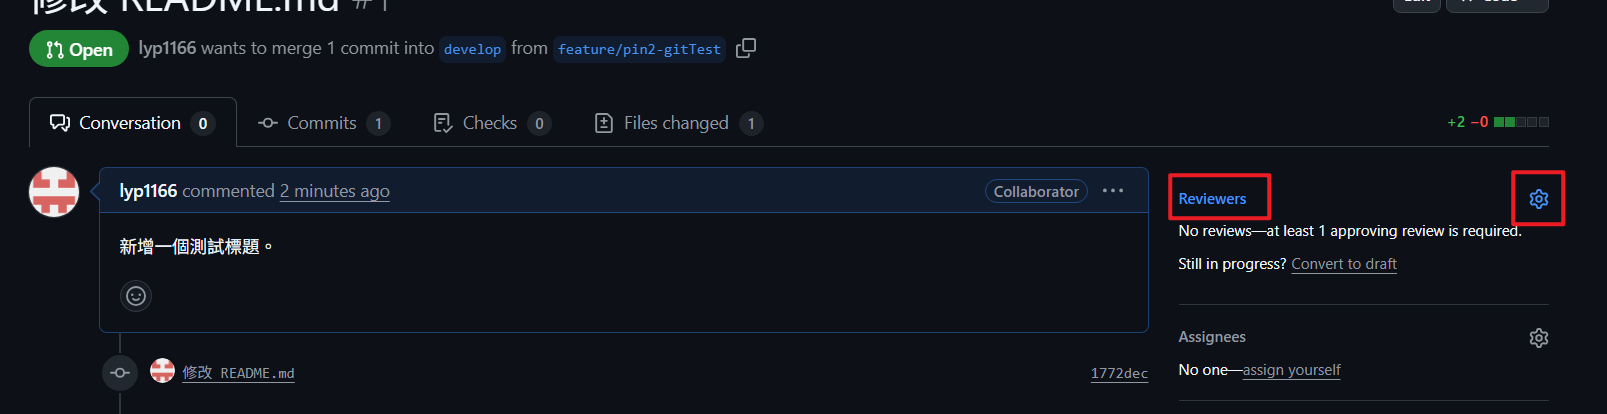 修改 README.md #1
Open lyp1166 wants to merge 1 commit into develop from feature/pin2-gitTest
Conversation 0 Commits 1 Checks 0 Files changed 1 +2 −0
lyp1166 commented 2 minutes ago Collaborator
Reviewers
新增一個測試標題。
No reviews—at least 1 approving review is required.
Still in progress? Convert to draft
Assignees
修改 README.md 1772dec
No one—assign yourself